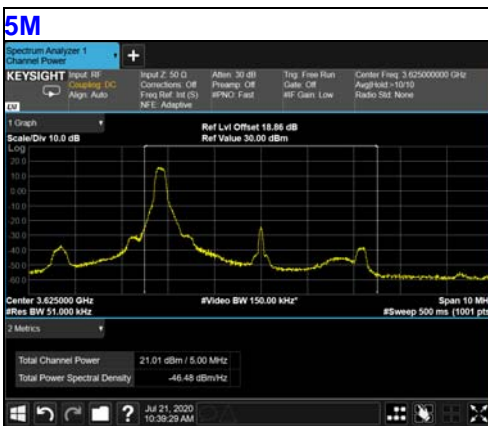 5M
Spectrum Analyzer 1
Channel Power
+
KEYSIGHT
Input: RF
Coupling: DC
Align: Auto
Input Z: 50 Ω
Corrections: Off
Freq Ref: Int (S)
NFE: Adaptive
Atten: 30 dB
Preamp: Off
#PNO: Fast
Trig: Free Run
Gate: Off
#IF Gain: Low
Center Freq: 3.625000000 GHz
Avg|Hold:>10/10
Radio Std: None
1 Graph
Scale/Div 10.0 dB
Ref Lvl Offset 18.86 dB
Ref Value 30.00 dBm
Log
20.0
10.0
0.00
-10.0
-20.0
-30.0
-40.0
-50.0
-60.0
Center 3.625000 GHz
#Video BW 150.00 kHz*
Span 10 MH
#Res BW 51.000 kHz
#Sweep 500 ms (1001 pts
2 Metrics
Total Channel Power
21.01 dBm / 5.00 MHz
Total Power Spectral Density
-46.48 dBm/Hz
?
Jul 21, 2020
10:39:29 AM